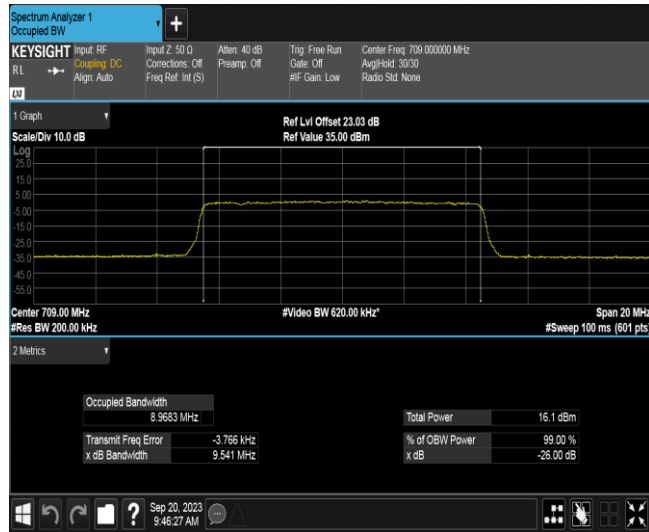 Spectrum Analyzer 1
Occupied BW
+
KEYSIGHT Input: RF Input Z: 50 Ω Atten: 40 dB Trig: Free Run Center Freq: 709.000000 MHz
RL Coupling: DC Corrections: Off Preamp: Off Gate: Off Avg|Hold: 30/30
Align: Auto Freq Ref: Int (S) #IF Gain: Low Radio Std: None
LXI
1 Graph
Ref Lvl Offset 23.03 dB
Scale/Div 10.0 dB Ref Value 35.00 dBm
Log
25.0
15.0
5.00
-5.00
-15.0
-25.0
-35.0
-45.0
-55.0
Center 709.00 MHz #Video BW 620.00 kHz* Span 20 MHz
#Res BW 200.00 kHz #Sweep 100 ms (601 pts
2 Metrics
Occupied Bandwidth
8.9683 MHz Total Power 16.1 dBm
Transmit Freq Error -3.766 kHz % of OBW Power 99.00 %
x dB Bandwidth 9.541 MHz x dB -26.00 dB
? Sep 20, 2023
9:46:27 AM